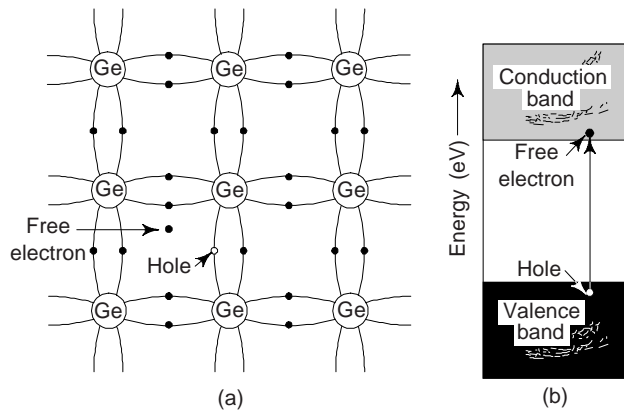 Ge Ge Ge
Ge Ge Ge
Free
electron
Hole
Ge Ge Ge
(a)
Energy (eV)
Conduction
band
Free
electron
Hole
Valence
band
(b)